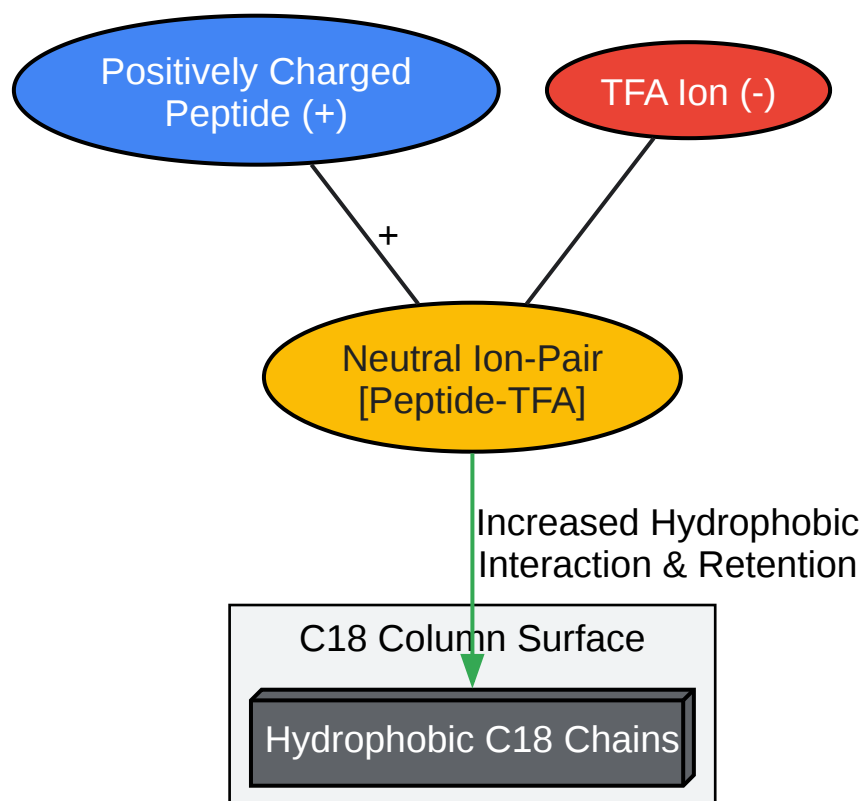 Positively Charged
Peptide (+)
TFA Ion (-)
+
Neutral Ion-Pair
[Peptide-TFA]
Increased Hydrophobic
Interaction & Retention
C18 Column Surface
Hydrophobic C18 Chains